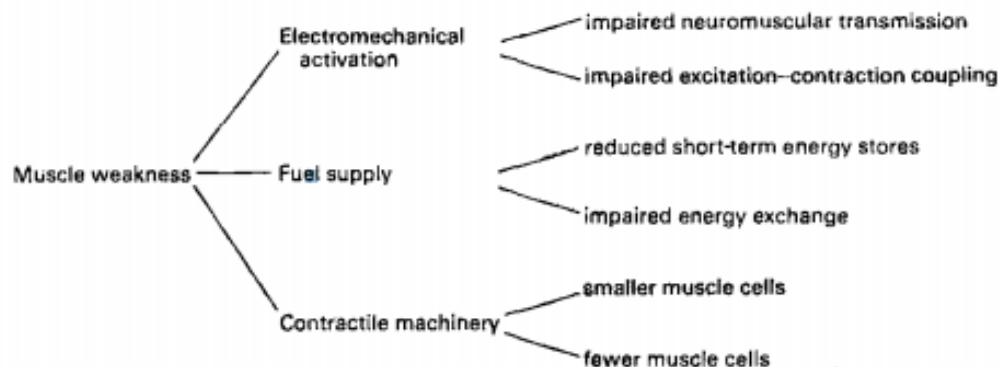 Electromechanical
activation
impaired neuromuscular transmission
impaired excitation–contraction coupling
Muscle weakness
Fuel supply
reduced short-term energy stores
impaired energy exchange
Contractile machinery
smaller muscle cells
fewer muscle cells